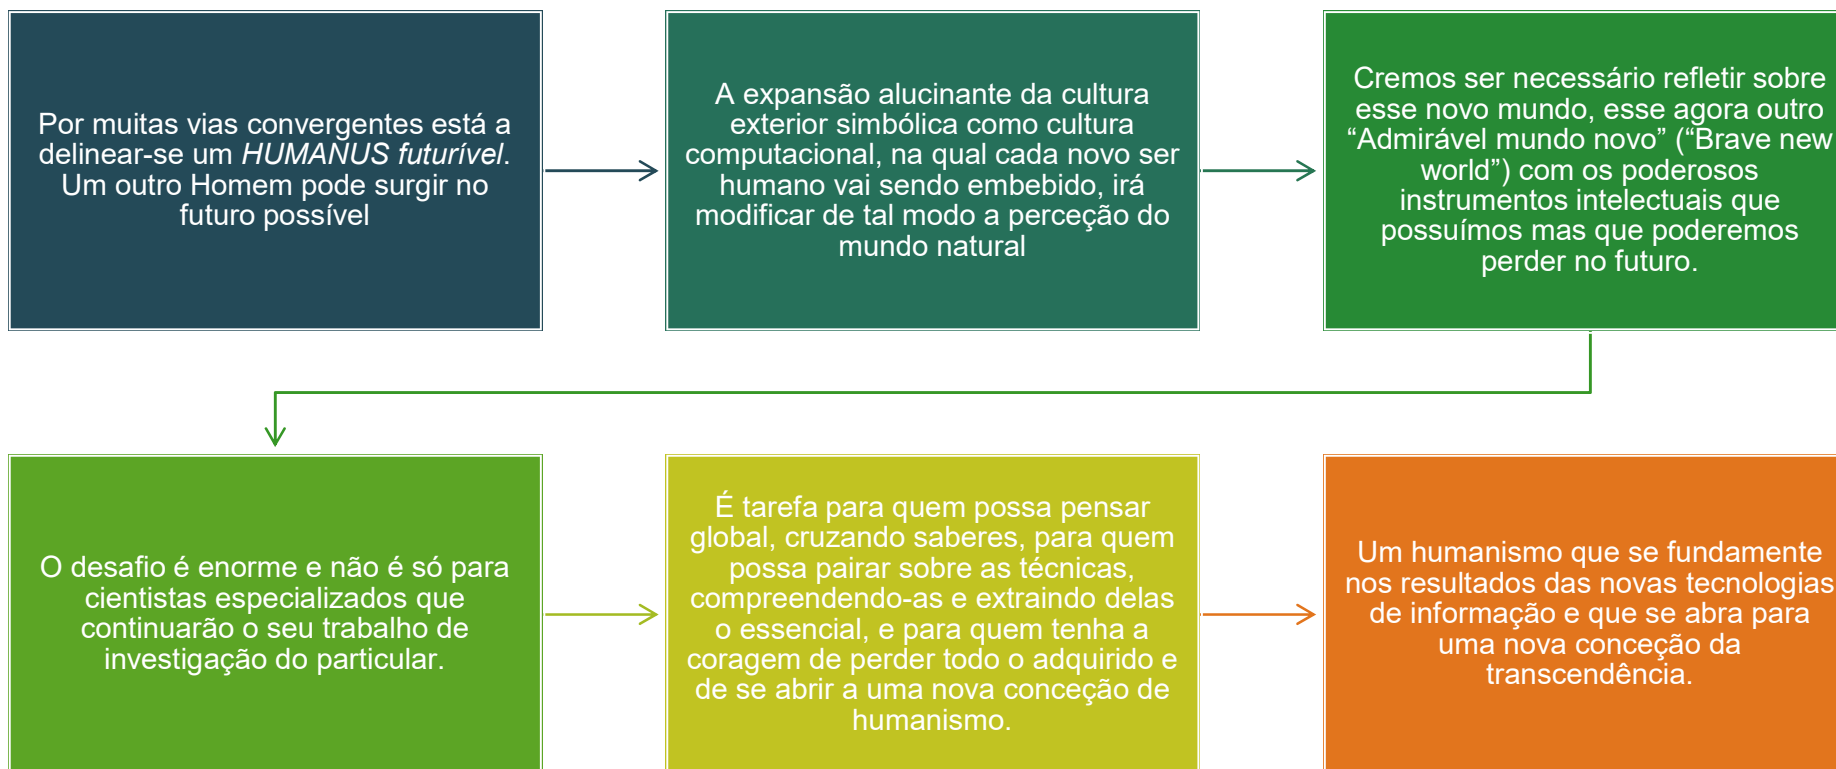 Por muitas vias convergentes está a
delinear-se um HUMANUS futurível.
Um outro Homem pode surgir no
futuro possível
A expansão alucinante da cultura
exterior simbólica como cultura
computacional, na qual cada novo ser
humano vai sendo embebido, irá
modificar de tal modo a perceção do
mundo natural
Cremos ser necessário refletir sobre
esse novo mundo, esse agora outro
“Admirável mundo novo” (“Brave new
world”) com os poderosos
instrumentos intelectuais que
possuímos mas que poderemos
perder no futuro.
O desafio é enorme e não é só para
cientistas especializados que
continuarão o seu trabalho de
investigação do particular.
É tarefa para quem possa pensar
global, cruzando saberes, para quem
possa pairar sobre as técnicas,
compreendendo-as e extraindo delas
o essencial, e para quem tenha a
coragem de perder todo o adquirido e
de se abrir a uma nova conceção de
humanismo.
Um humanismo que se fundamente
nos resultados das novas tecnologias
de informação e que se abra para
uma nova conceção da
transcendência.